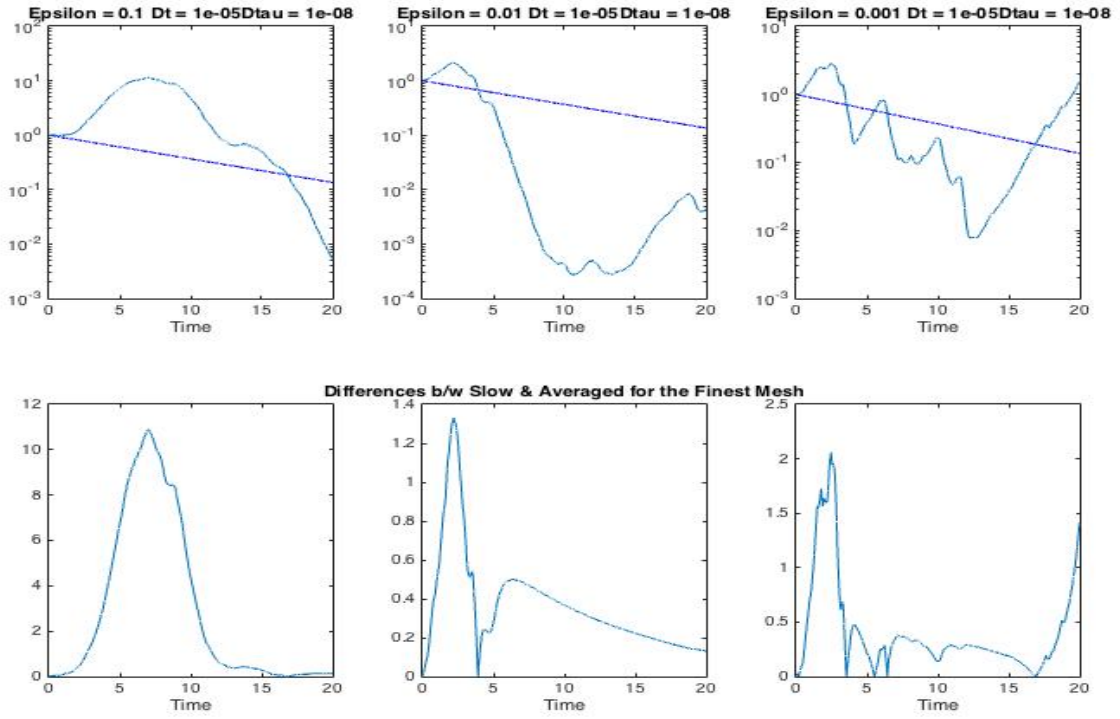 Epsilon = 0.1 Dt = 1e-05Dtau = 1e-08
Epsilon = 0.01 Dt = 1e-05Dtau = 1e-08
Epsilon = 0.001 Dt = 1e-05Dtau = 1e-08
10^2
10^1
10^0
10^-1
10^-2
10^-3
0 5 10 15 20
Time
10^1
10^0
10^-1
10^-2
10^-3
10^-4
0 5 10 15 20
Time
10^1
10^0
10^-1
10^-2
10^-3
0 5 10 15 20
Time
Differences b/w Slow & Averaged for the Finest Mesh
12
10
8
6
4
2
0
0 5 10 15 20
Time
1.4
1.2
1
0.8
0.6
0.4
0.2
0
0 5 10 15 20
Time
2.5
2
1.5
1
0.5
0
0 5 10 15 20
Time